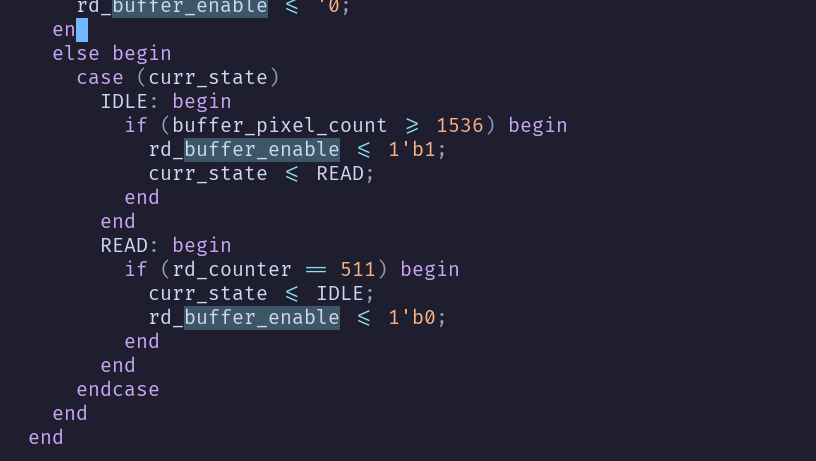 rd_buffer_enable <= '0;
end
else begin
case (curr_state)
IDLE: begin
if (buffer_pixel_count >= 1536) begin
rd_buffer_enable <= 1'b1;
curr_state <= READ;
end
end
READ: begin
if (rd_counter == 511) begin
curr_state <= IDLE;
rd_buffer_enable <= 1'b0;
end
end
endcase
end
end